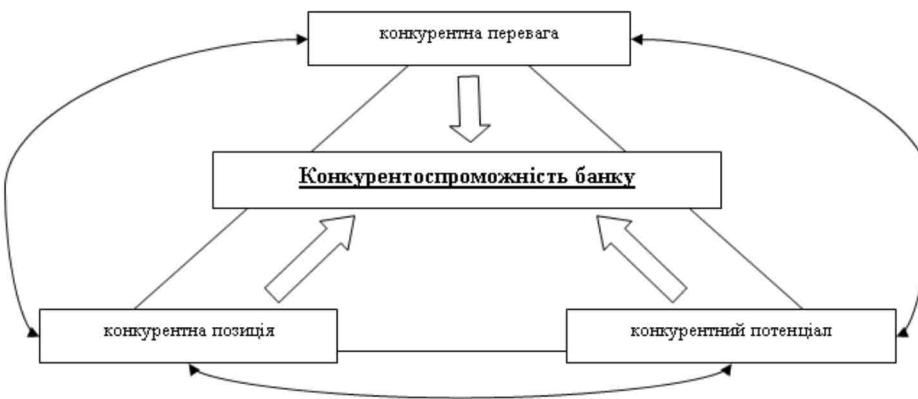 конкурентна перевага
Конкурентоспроможність банку
конкурентна позиція
конкурентний потенціал